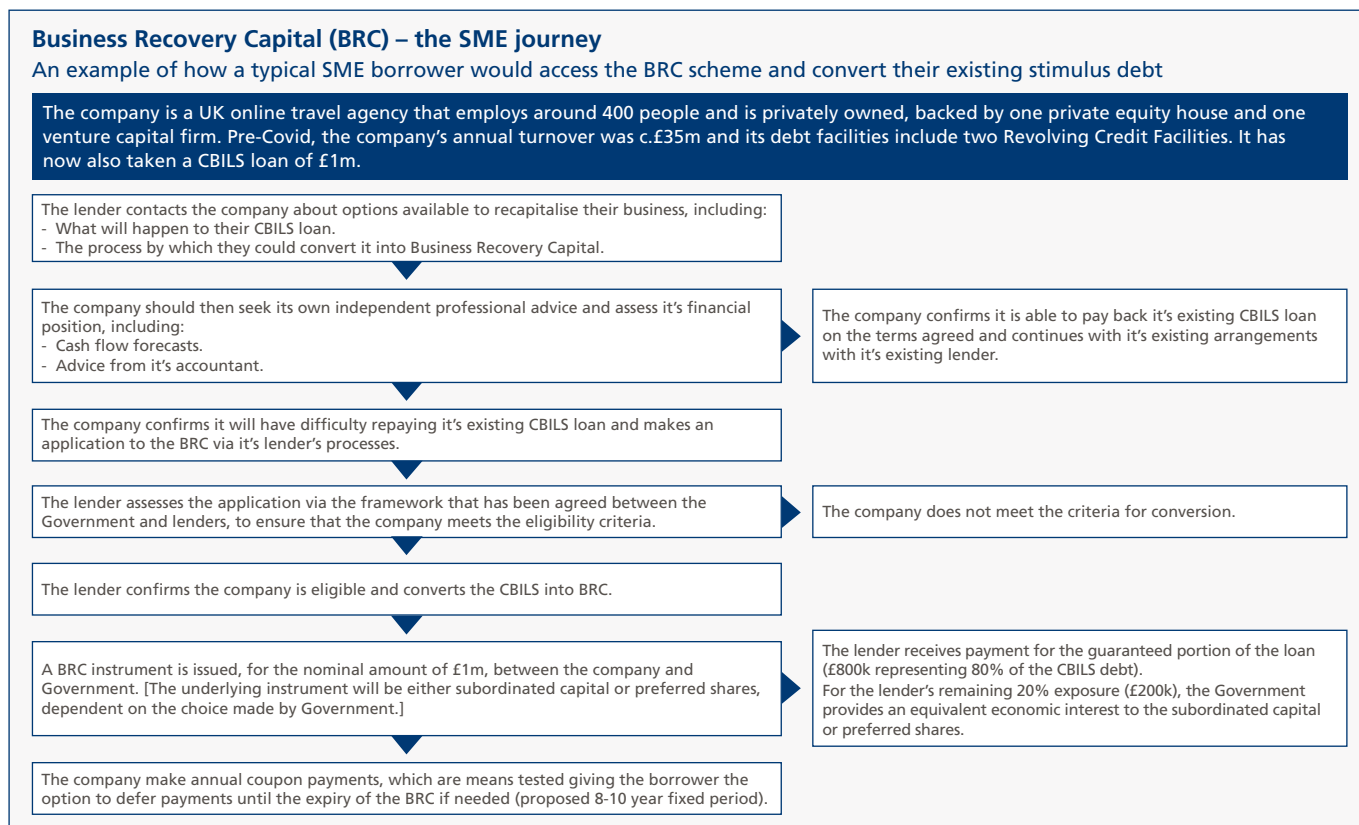 Business Recovery Capital (BRC) – the SME journey
An example of how a typical SME borrower would access the BRC scheme and convert their existing stimulus debt
The company is a UK online travel agency that employs around 400 people and is privately owned, backed by one private equity house and one
venture capital firm. Pre-Covid, the company's annual turnover was c.£35m and its debt facilities include two Revolving Credit Facilities. It has
now also taken a CBILS loan of £1m.
The lender contacts the company about options available to recapitalise their business, including:
- What will happen to their CBILS loan.
- The process by which they could convert it into Business Recovery Capital.
The company should then seek its own independent professional advice and assess it's financial
position, including:
- Cash flow forecasts.
- Advice from it's accountant.
The company confirms it is able to pay back it's existing CBILS loan
on the terms agreed and continues with it's existing arrangements
with it's existing lender.
The company confirms it will have difficulty repaying it's existing CBILS loan and makes an
application to the BRC via it's lender's processes.
The lender assesses the application via the framework that has been agreed between the
Government and lenders, to ensure that the company meets the eligibility criteria.
The company does not meet the criteria for conversion.
The lender confirms the company is eligible and converts the CBILS into BRC.
A BRC instrument is issued, for the nominal amount of £1m, between the company and
Government. [The underlying instrument will be either subordinated capital or preferred shares,
dependent on the choice made by Government.]
The lender receives payment for the guaranteed portion of the loan
(£800k representing 80% of the CBILS debt).
For the lender's remaining 20% exposure (£200k), the Government
provides an equivalent economic interest to the subordinated capital
or preferred shares.
The company make annual coupon payments, which are means tested giving the borrower the
option to defer payments until the expiry of the BRC if needed (proposed 8-10 year fixed period).